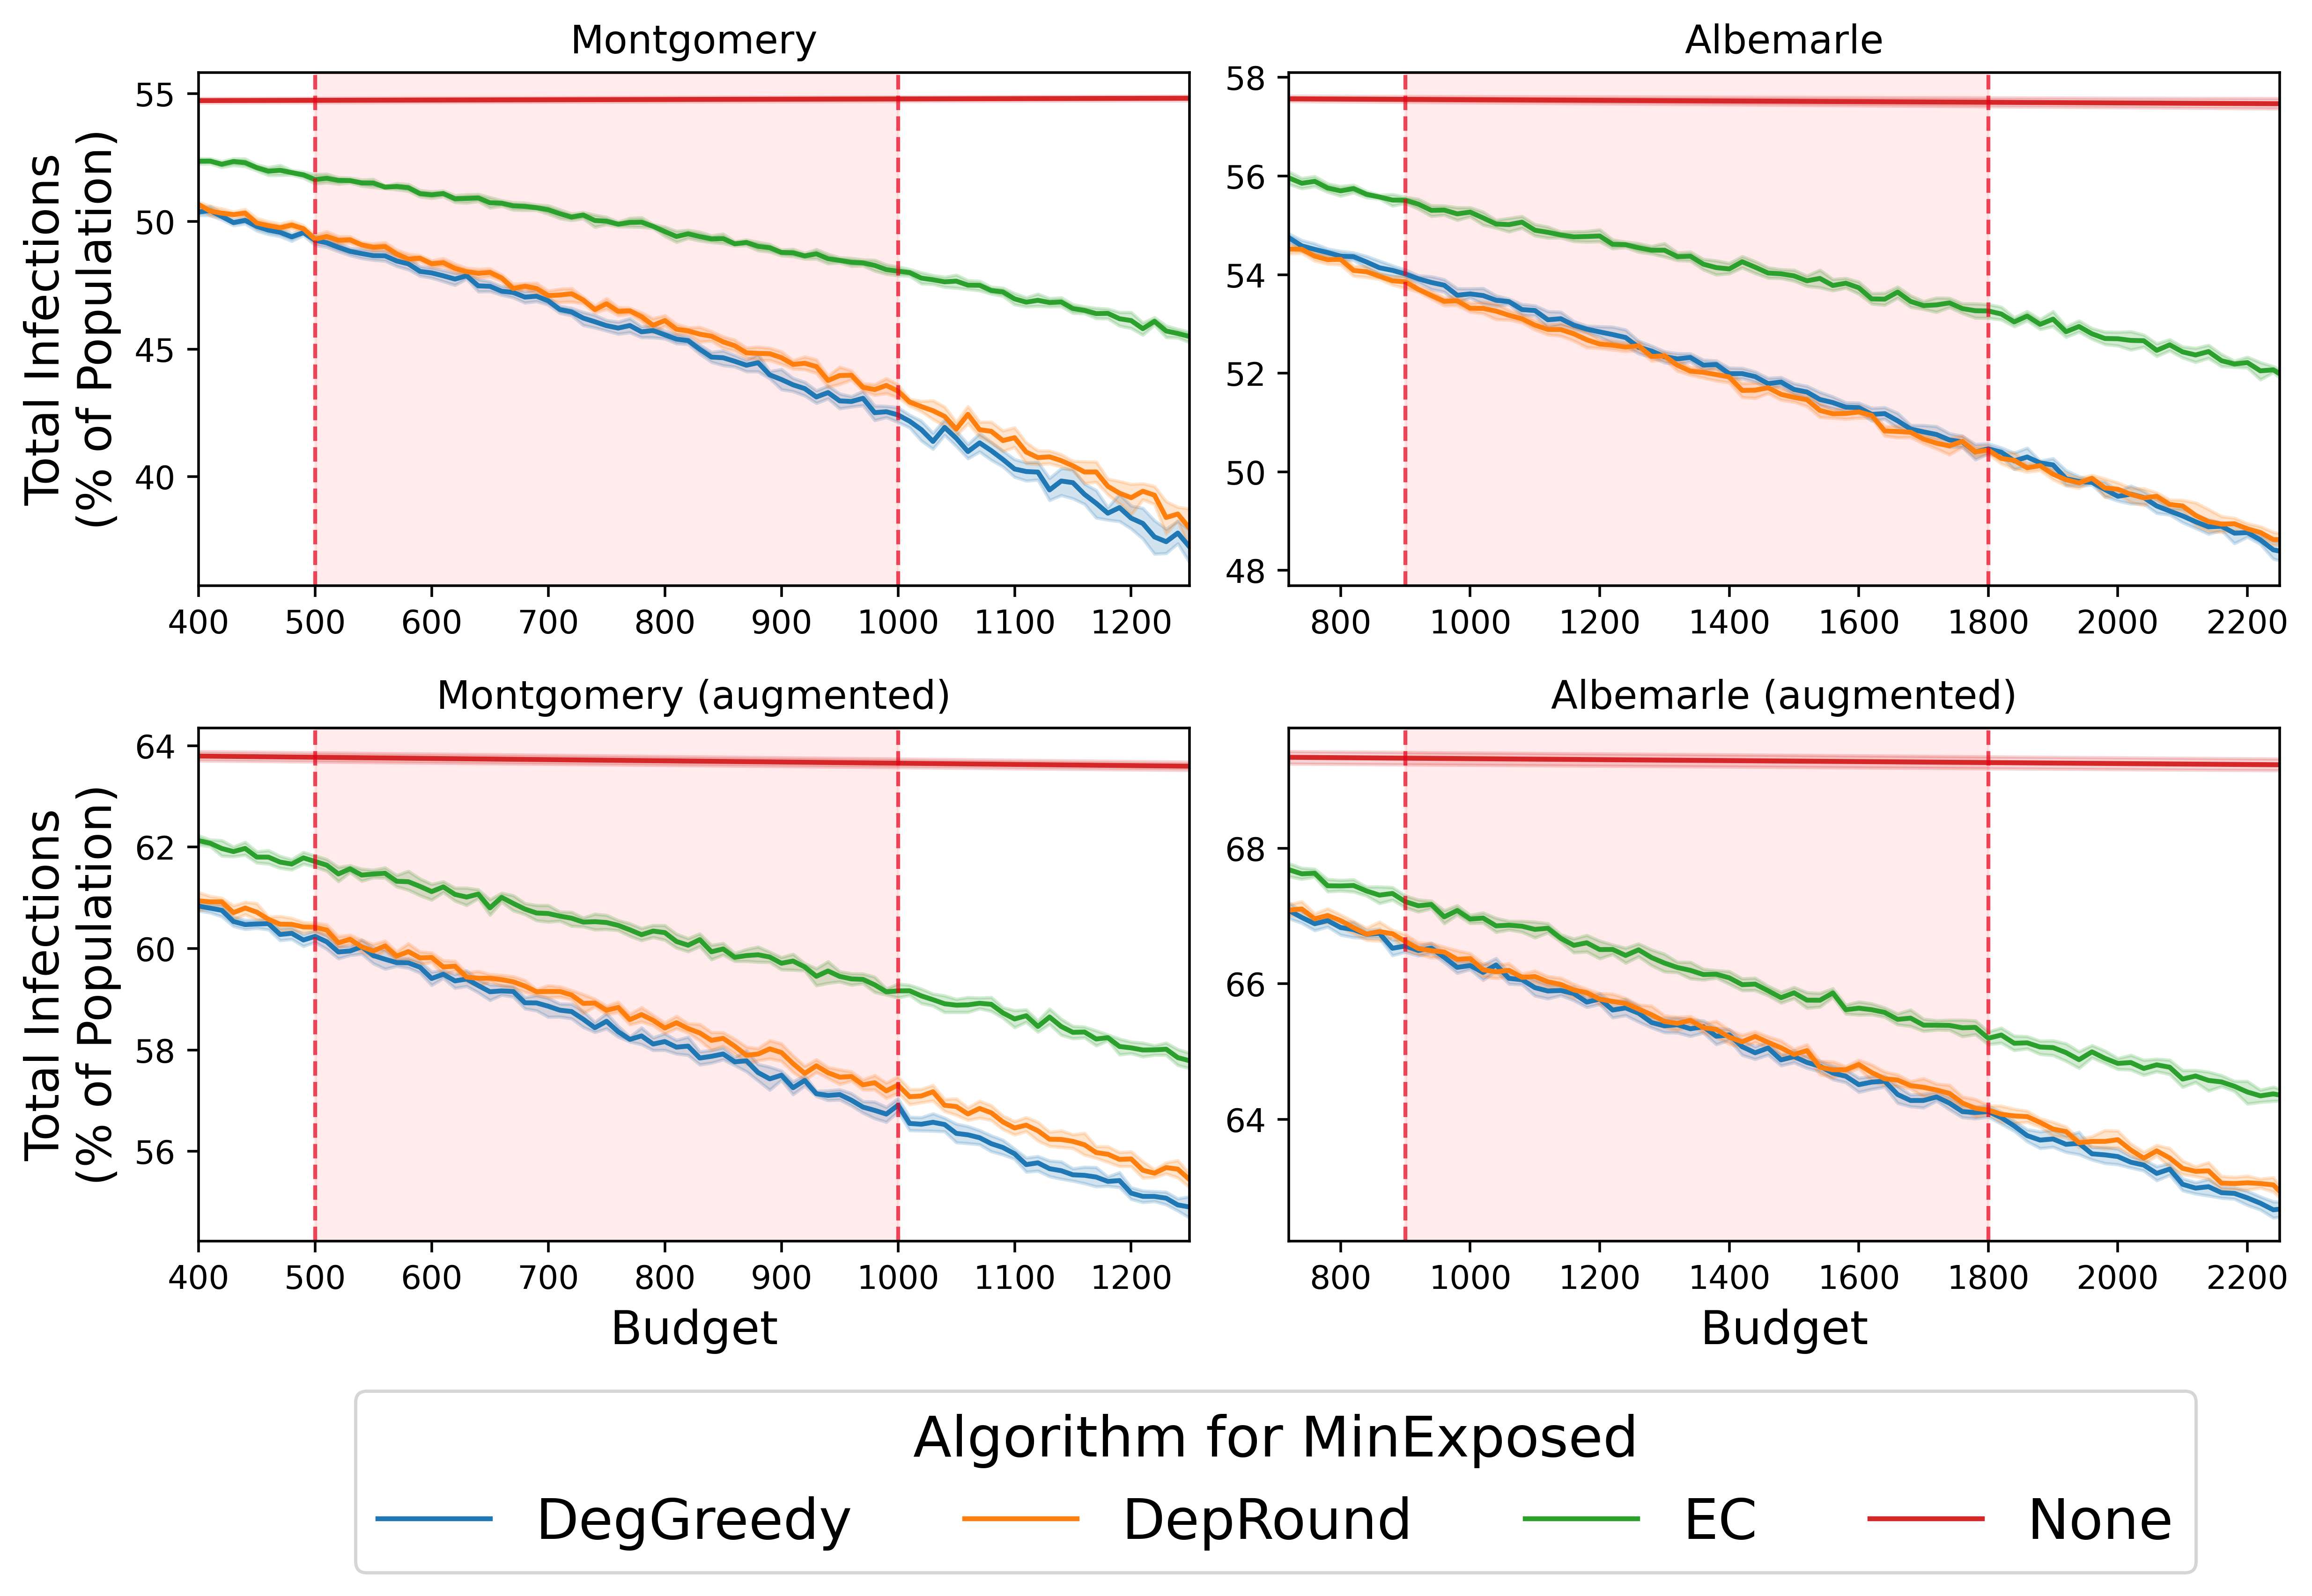 Montgomery
Albemarle
Total Infections
(% of Population)
55
50
45
40
400 500 600 700 800 900 1000 1100 1200
58
56
54
52
50
48
800 1000 1200 1400 1600 1800 2000 2200
Montgomery (augmented)
Albemarle (augmented)
Total Infections
(% of Population)
64
62
60
58
56
400 500 600 700 800 900 1000 1100 1200
Budget
68
66
64
800 1000 1200 1400 1600 1800 2000 2200
Budget
Algorithm for MinExposed
DegGreedy DepRound EC None